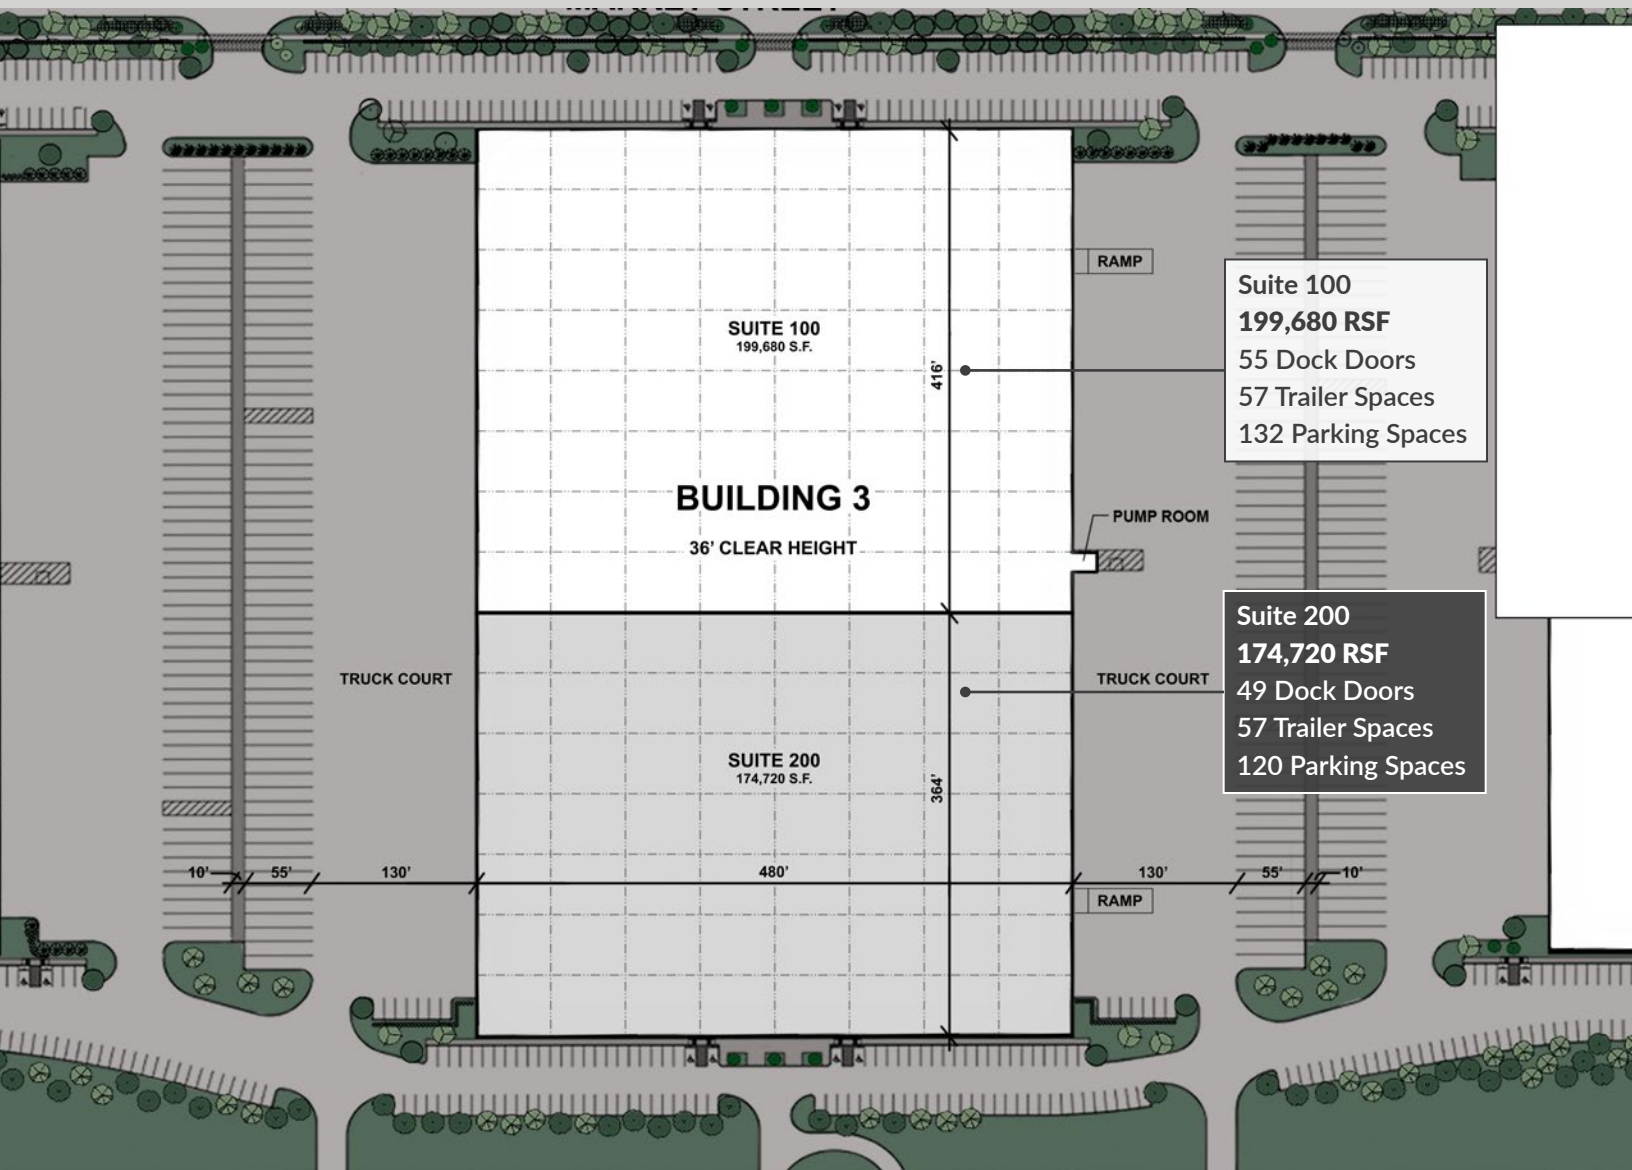 MARKET STREET
RAMP
Suite 100
199,680 RSF
55 Dock Doors
57 Trailer Spaces
132 Parking Spaces
SUITE 100
199,680 S.F.
416'
BUILDING 3
36' CLEAR HEIGHT
PUMP ROOM
Suite 200
174,720 RSF
49 Dock Doors
57 Trailer Spaces
120 Parking Spaces
TRUCK COURT
TRUCK COURT
SUITE 200
174,720 S.F.
364'
10' 55' 130' 480' 130' 55' 10'
RAMP